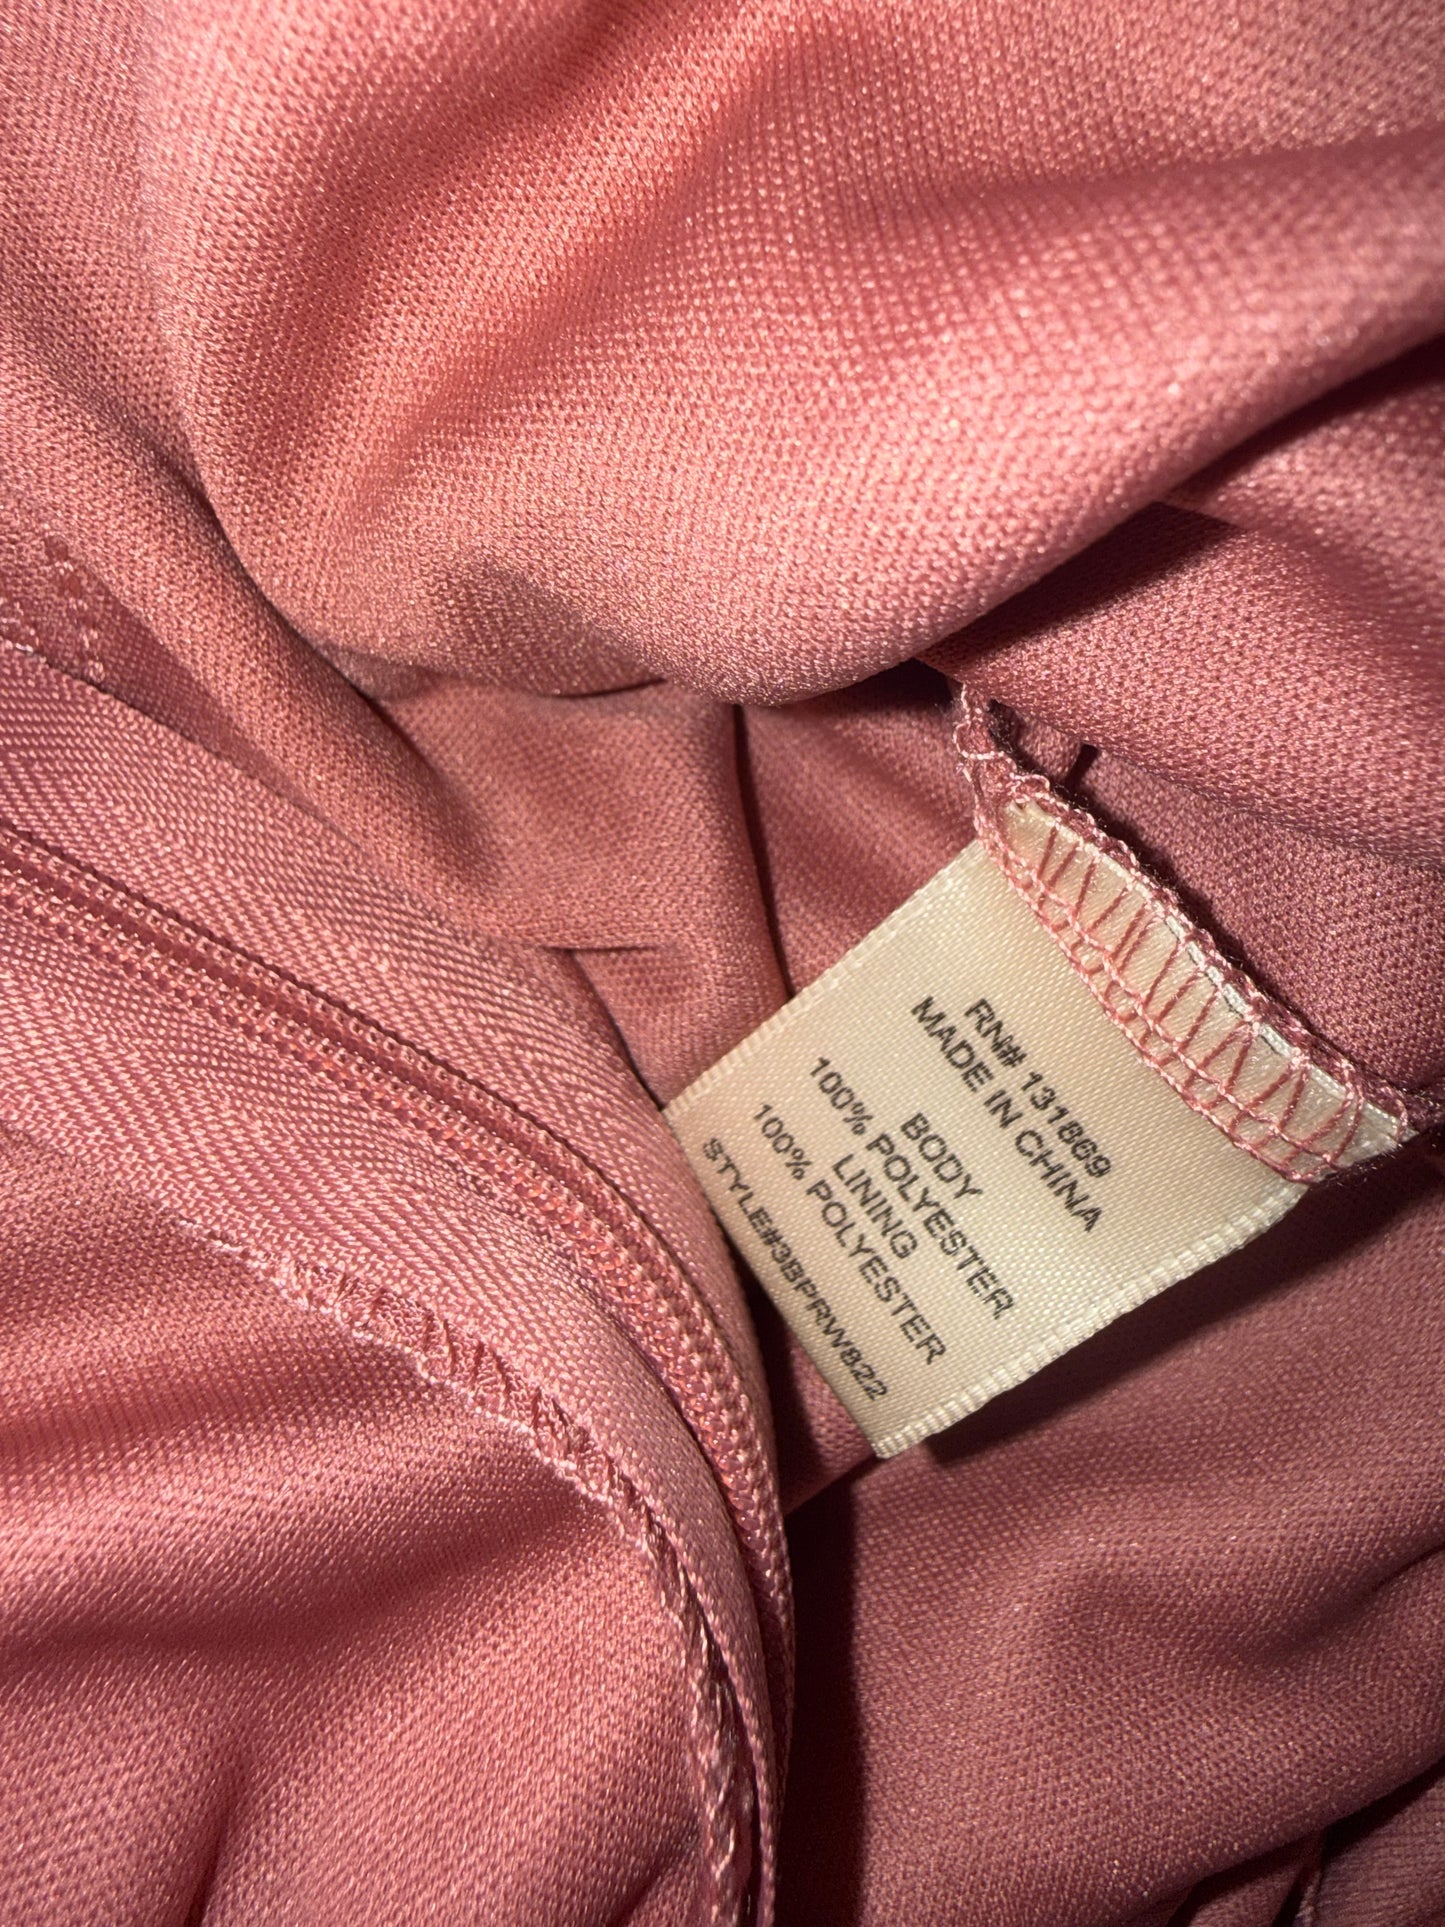 RN# 131869
MADE IN CHINA
BODY
100% POLYESTER
LINING
100% POLYESTER
STYLE#3BPRW822